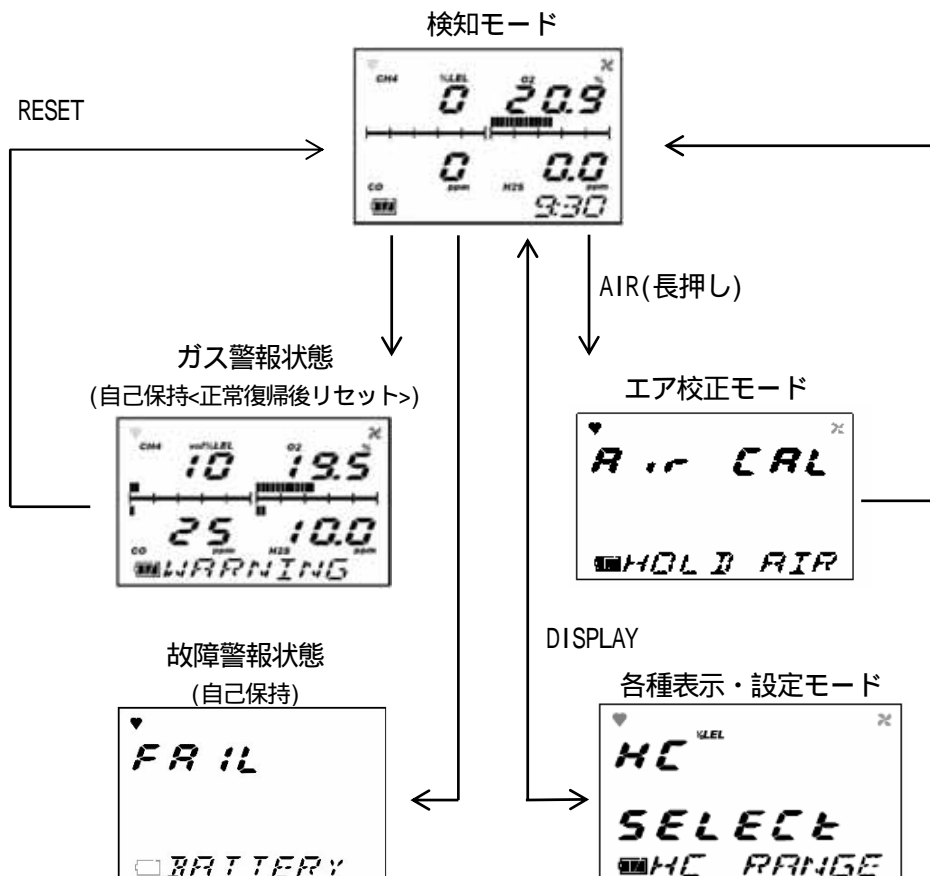 検知モード
CH4 %LEL O2 %
0 20.9
0 0.0
CO ppm H2S ppm
9:30
RESET
AIR(長押し)
ガス警報状態
(自己保持<正常復帰後リセット>)
CH4 vol%LEL O2 %
10 19.5
25 10.0
CO ppm H2S ppm
WARNING
エア校正モード
Air CAL
HOLD AIR
DISPLAY
故障警報状態
(自己保持)
FAIL
BATTERY
各種表示・設定モード
HC %LEL
SELECt
HC RANGE